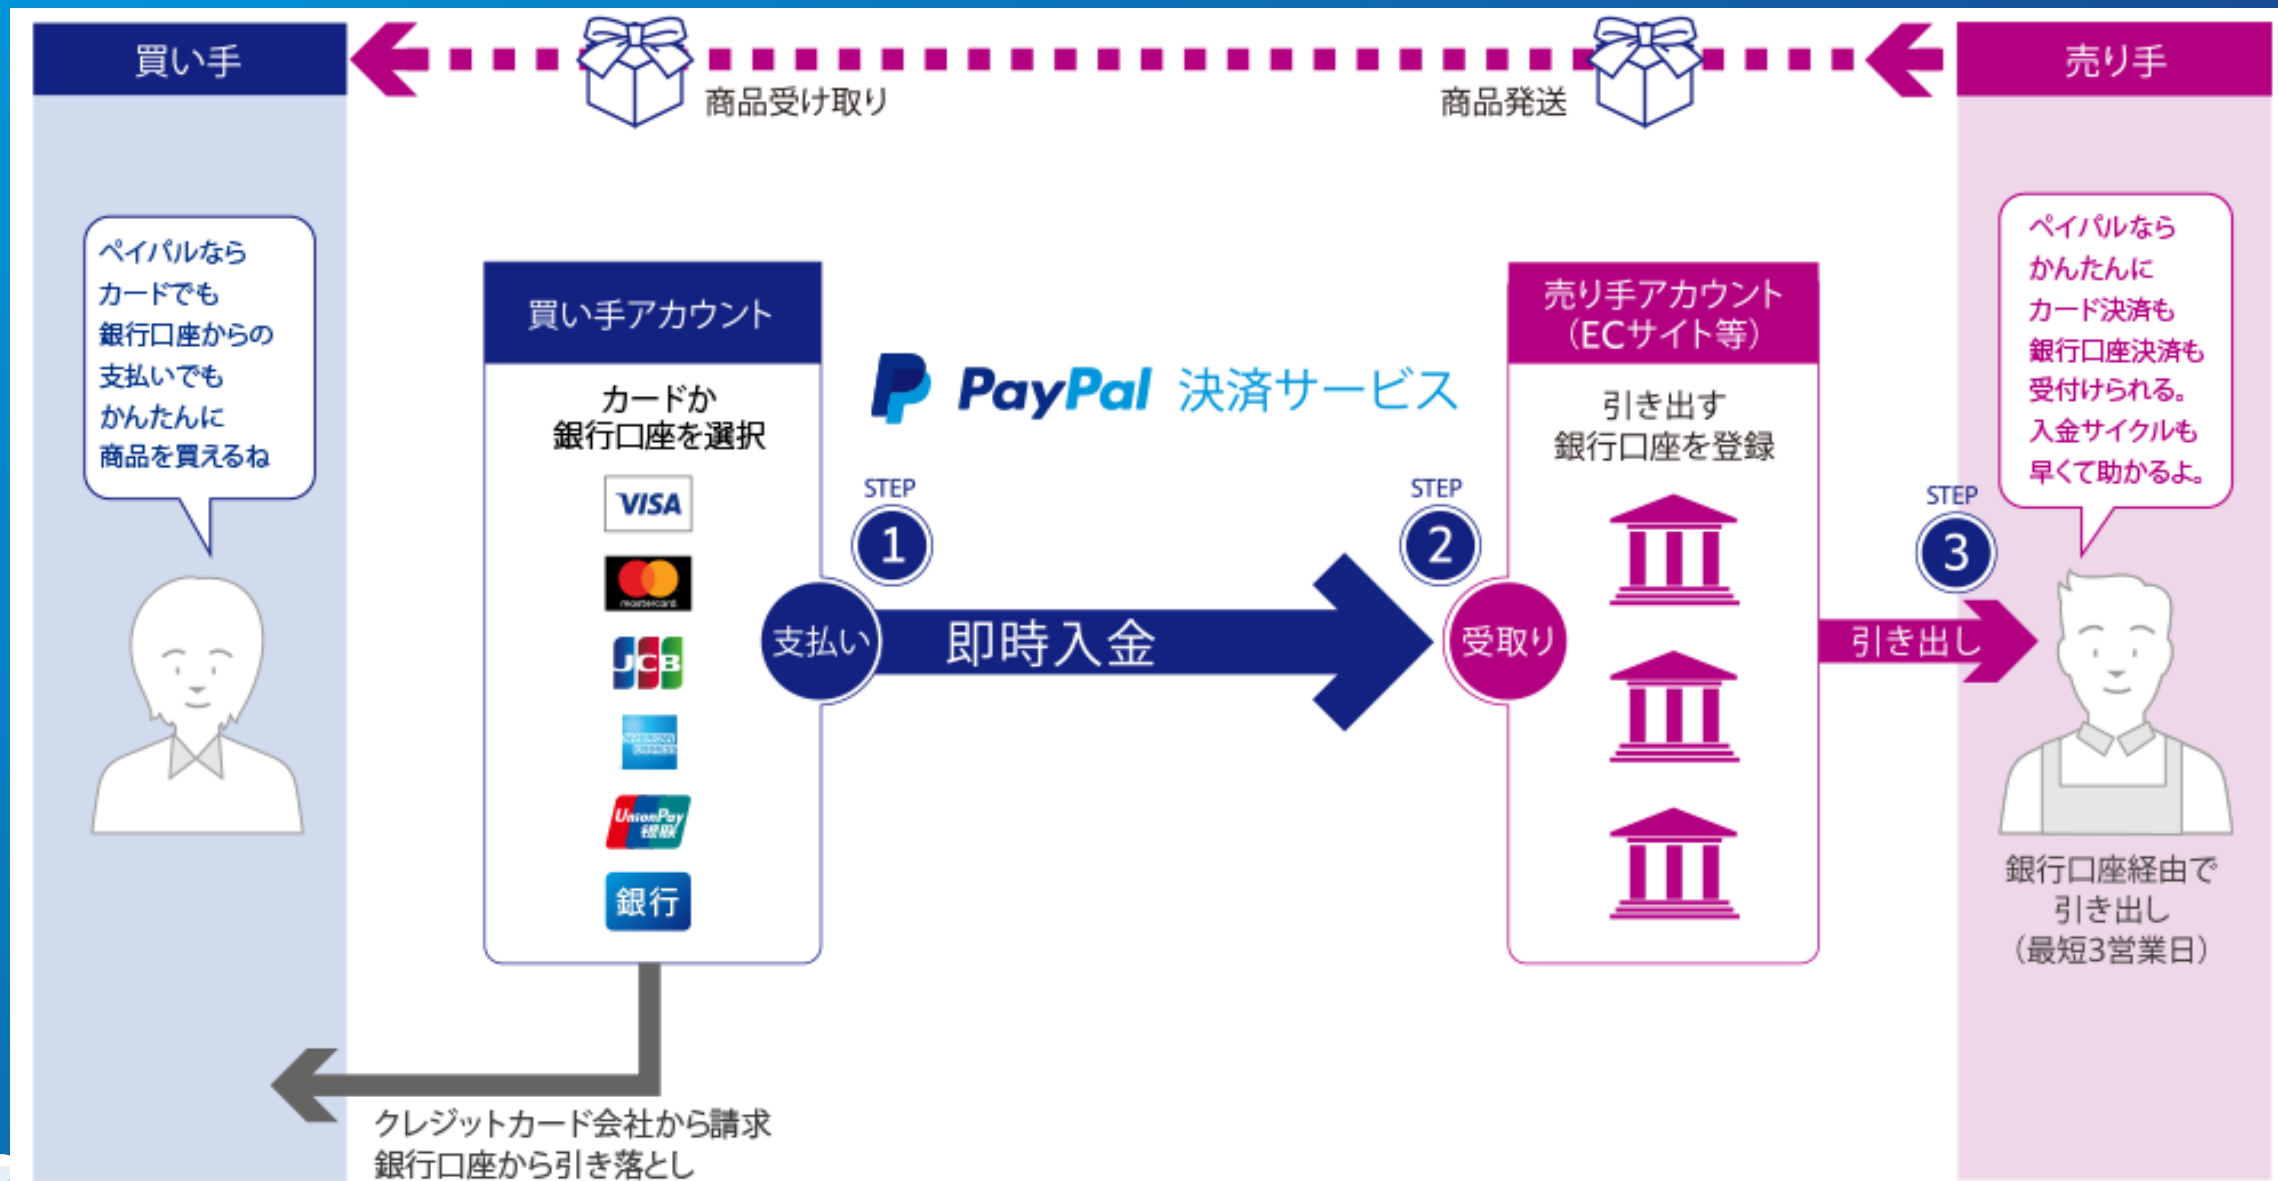 買い手
売り手
商品受け取り
商品発送
ペイパルなら
カードでも
銀行口座からの
支払いでも
かんたんに
商品を買えるね
買い手アカウント
カードか
銀行口座を選択
VISA
mastercard
JCB
AMERICAN
EXPRESS
UnionPay
银联
銀行
PayPal 決済サービス
STEP
1
支払い
即時入金
STEP
2
受取り
売り手アカウント
（ECサイト等）
引き出す
銀行口座を登録
STEP
3
引き出し
ペイパルなら
かんたんに
カード決済も
銀行口座決済も
受付けられる。
入金サイクルも
早くて助かるよ。
銀行口座経由で
引き出し
（最短3営業日）
クレジットカード会社から請求
銀行口座から引き落とし